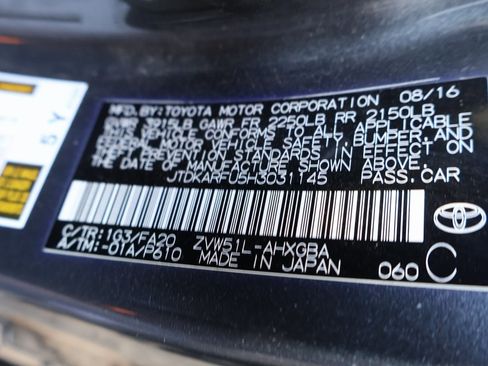 MFD.BY:TOYOTA MOTOR CORPORATION 08/16
GVWR 3915LB GAWR FR 2250LB RR 2150LB
THIS VEHICLE CONFORMS TO ALL APPLICABLE
FEDERAL MOTOR VEHICLE SAFETY, BUMPER, AND
THEFT PREVENTION STANDARDS IN EFFECT ON
THE DATE OF MANUFACTURE SHOWN ABOVE.
JTDKARFU9H3031145 PASS.CAR
C/TR:1G3/FA20 ZVW51L-AHXGBA
A/TM:-01A/P610 MADE IN JAPAN
060 C
5Y